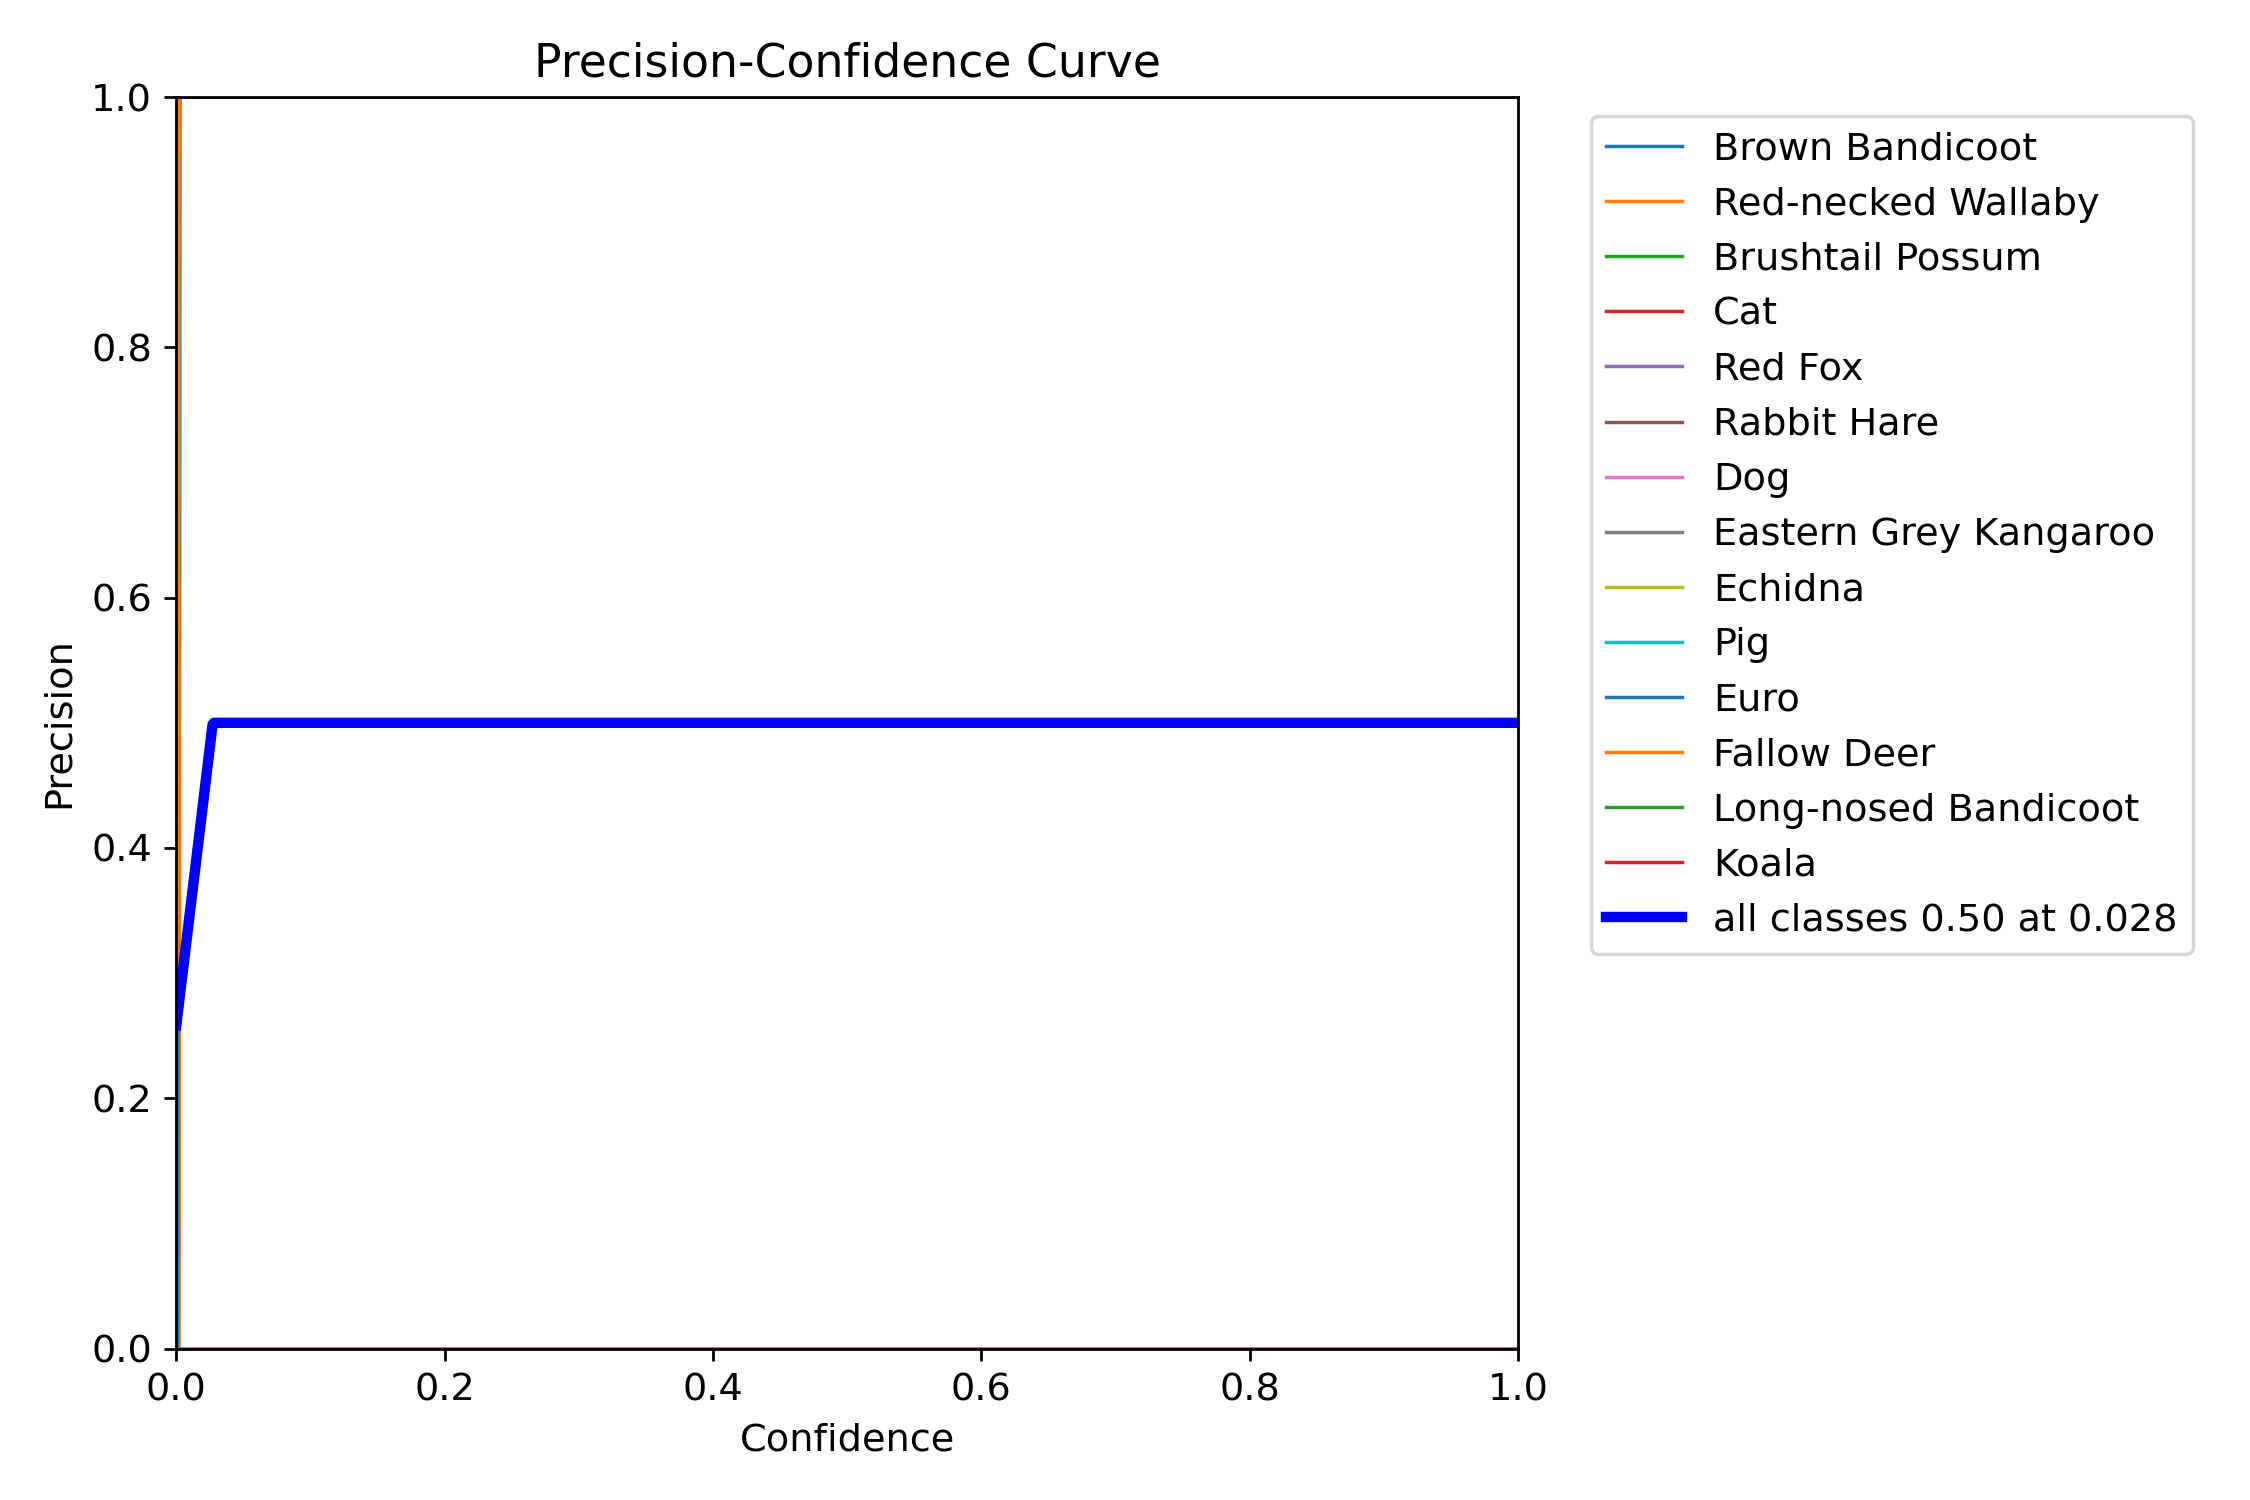 Precision-Confidence Curve
1.0
0.8
0.6
0.4
0.2
0.0
Precision
0.0 0.2 0.4 0.6 0.8 1.0
Confidence
Brown Bandicoot
Red-necked Wallaby
Brushtail Possum
Cat
Red Fox
Rabbit Hare
Dog
Eastern Grey Kangaroo
Echidna
Pig
Euro
Fallow Deer
Long-nosed Bandicoot
Koala
all classes 0.50 at 0.028